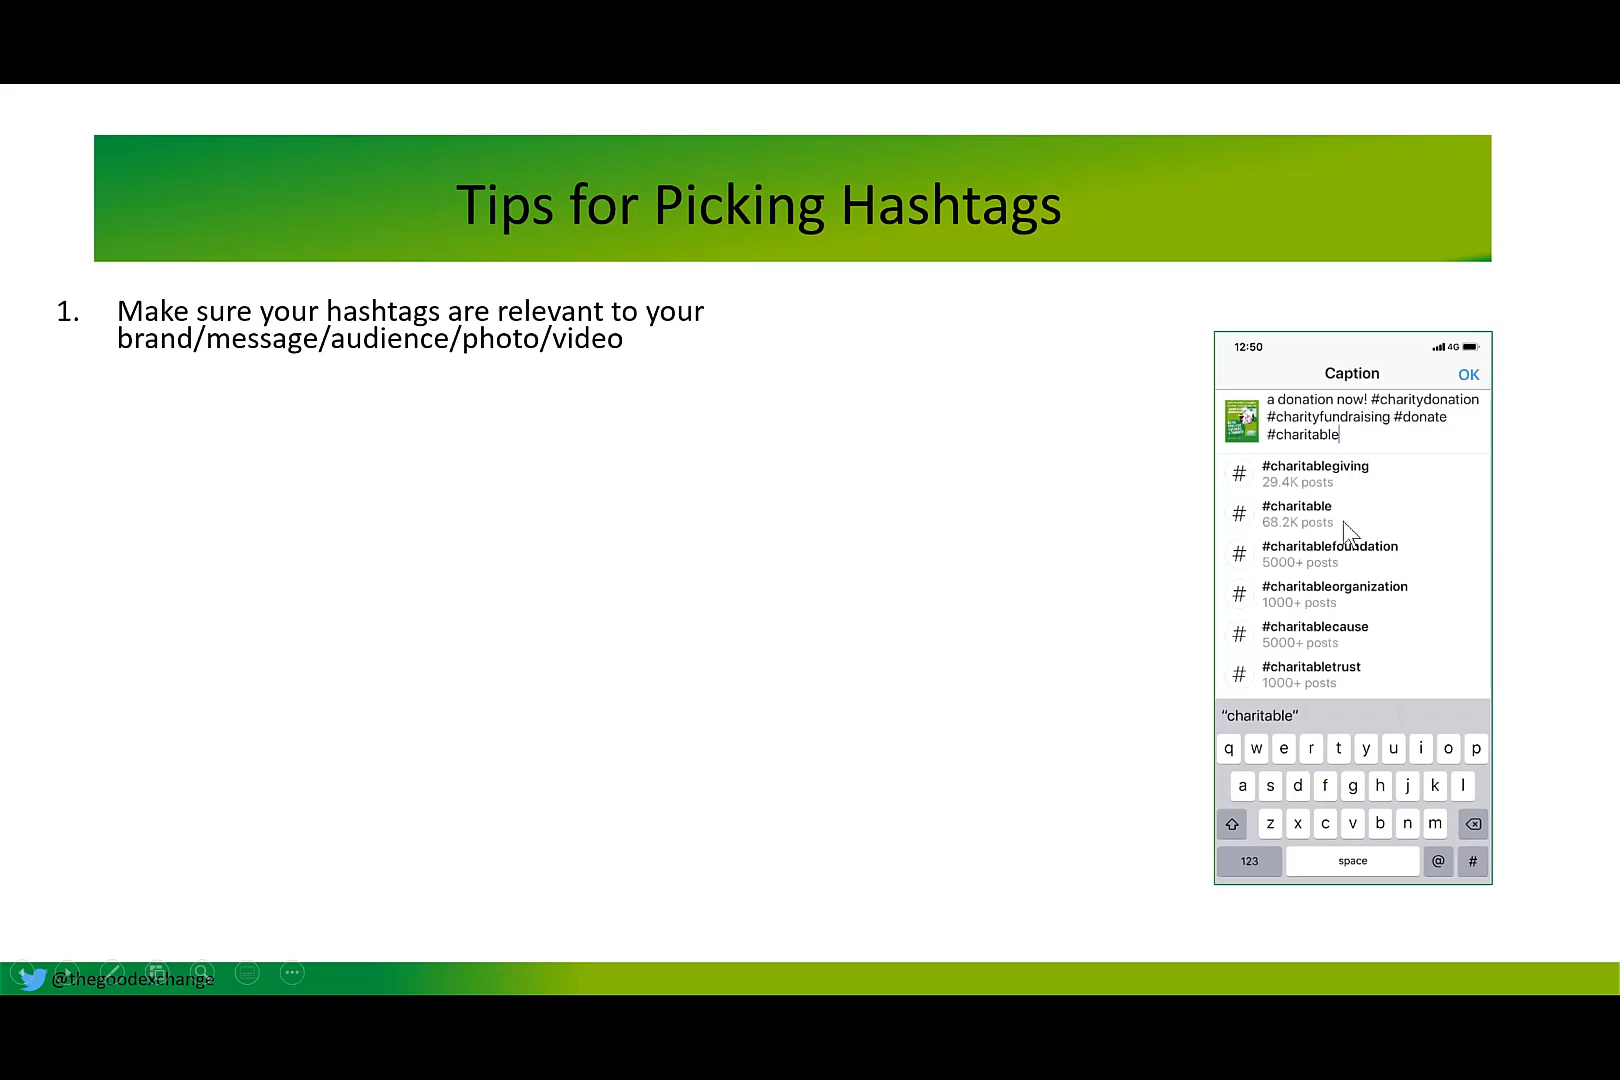 Tips for Picking Hashtags
1. Make sure your hashtags are relevant to your
brand/message/audience/photo/video
12:50
4G
Caption
OK
a donation now! #charitydonation
#charityfundraising #donate
#charitable
# #charitablegiving
29.4K posts
# #charitable
68.2K posts
# #charitablefoundation
5000+ posts
# #charitableorganization
1000+ posts
# #charitablecause
5000+ posts
# #charitabletrust
1000+ posts
“charitable”
q w e r t y u i o p
a s d f g h j k l
z x c v b n m
123 space @ #
@thegoodexchange